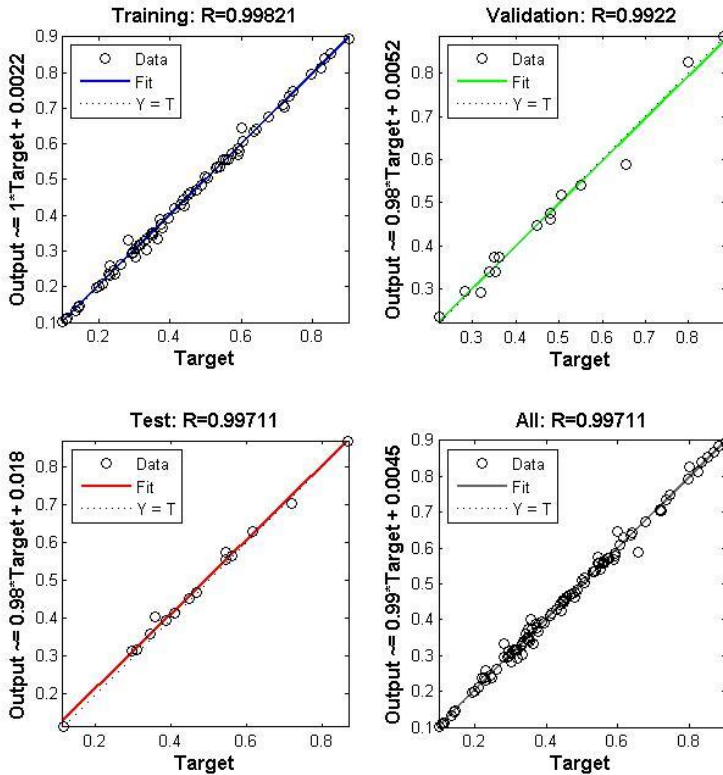 Training: R=0.99821
Output ~= 1*Target + 0.0022
0.9
0.8
0.7
0.6
0.5
0.4
0.3
0.2
0.1
Data
Fit
Y = T
0.2
0.4
0.6
0.8
Target
Validation: R=0.9922
Output ~= 0.98*Target + 0.0052
0.8
0.7
0.6
0.5
0.4
0.3
Data
Fit
Y = T
0.3
0.4
0.5
0.6
0.7
0.8
Target
Test: R=0.99711
Output ~= 0.98*Target + 0.018
0.8
0.7
0.6
0.5
0.4
0.3
0.2
Data
Fit
Y = T
0.2
0.4
0.6
0.8
Target
All: R=0.99711
Output ~= 0.99*Target + 0.0045
0.9
0.8
0.7
0.6
0.5
0.4
0.3
0.2
0.1
Data
Fit
Y = T
0.2
0.4
0.6
0.8
Target